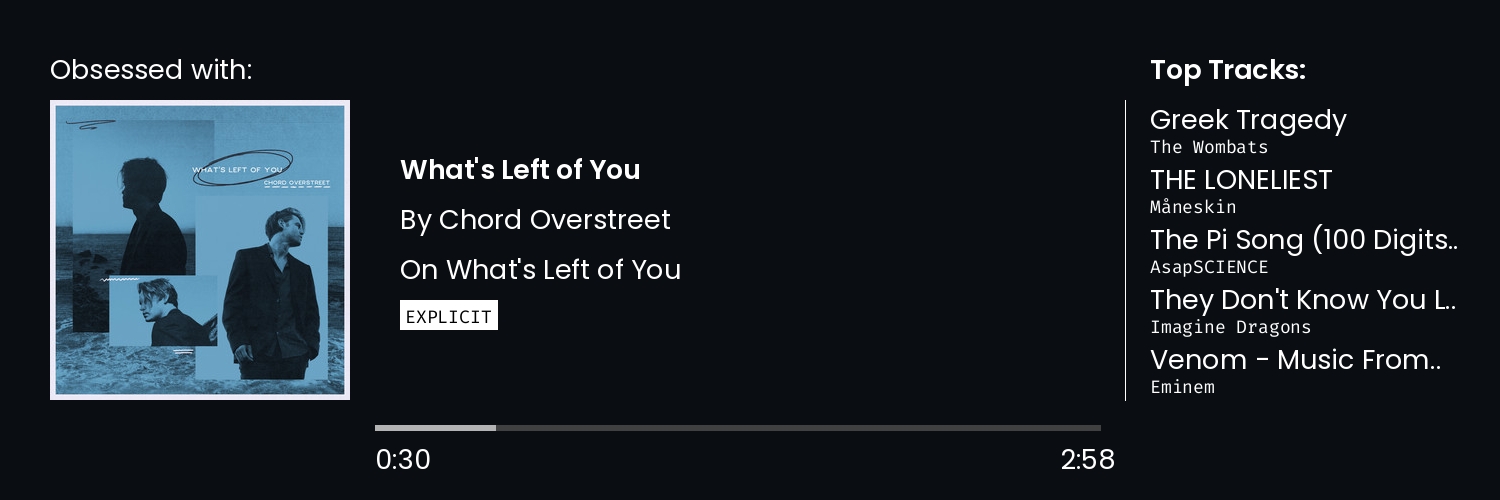 Obsessed with:
WHAT'S LEFT OF YOU
CHORD OVERSTREET
What's Left of You
By Chord Overstreet
On What's Left of You
EXPLICIT
0:30
2:58
Top Tracks:
Greek Tragedy
The Wombats
THE LONELIEST
Måneskin
The Pi Song (100 Digits..
AsapSCIENCE
They Don't Know You L..
Imagine Dragons
Venom - Music From..
Eminem